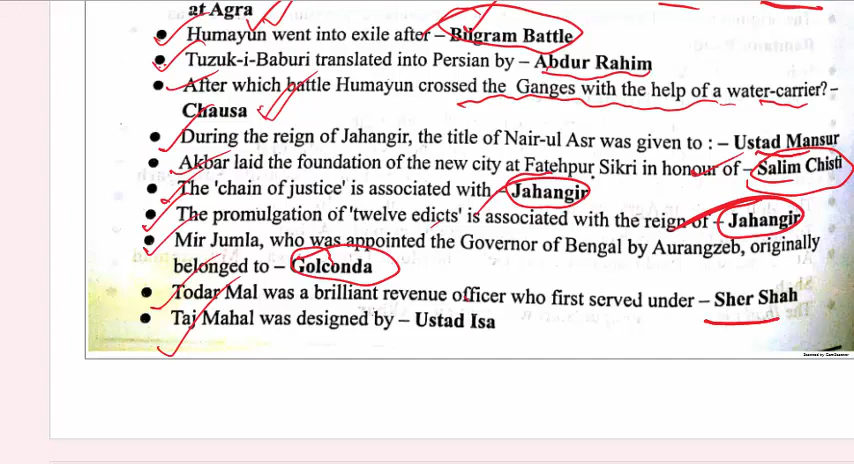 at Agra
● Humayun went into exile after – Bilgram Battle
● Tuzuk-i-Baburi translated into Persian by – Abdur Rahim
● After which battle Humayun crossed the Ganges with the help of a water-carrier? –
Chausa
● During the reign of Jahangir, the title of Nair-ul Asr was given to : – Ustad Mansur
● Akbar laid the foundation of the new city at Fatehpur Sikri in honour of – Salim Chisti
● The 'chain of justice' is associated with – Jahangir
● The promulgation of 'twelve edicts' is associated with the reign of – Jahangir
● Mir Jumla, who was appointed the Governor of Bengal by Aurangzeb, originally
belonged to – Golconda
● Todar Mal was a brilliant revenue officer who first served under – Sher Shah
● Taj Mahal was designed by – Ustad Isa
Scanned by CamScanner